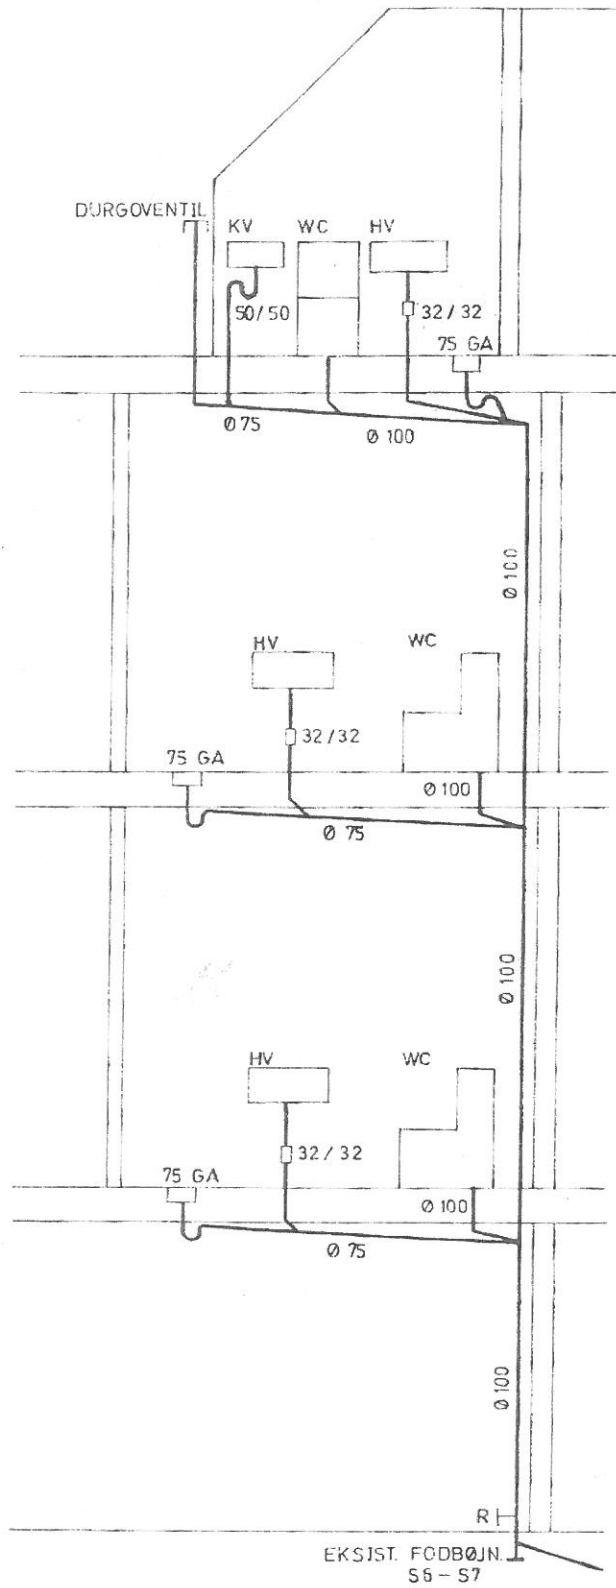 DURGOVENTIL
KV WC HV
50/50
32/32
75 GA
Ø 75
Ø 100
Ø 100
HV
WC
32/32
75 GA
Ø 100
Ø 75
Ø 100
HV
WC
32/32
75 GA
Ø 100
Ø 75
Ø 100
R
EKSIST. FODBØJN.
S6 - S7